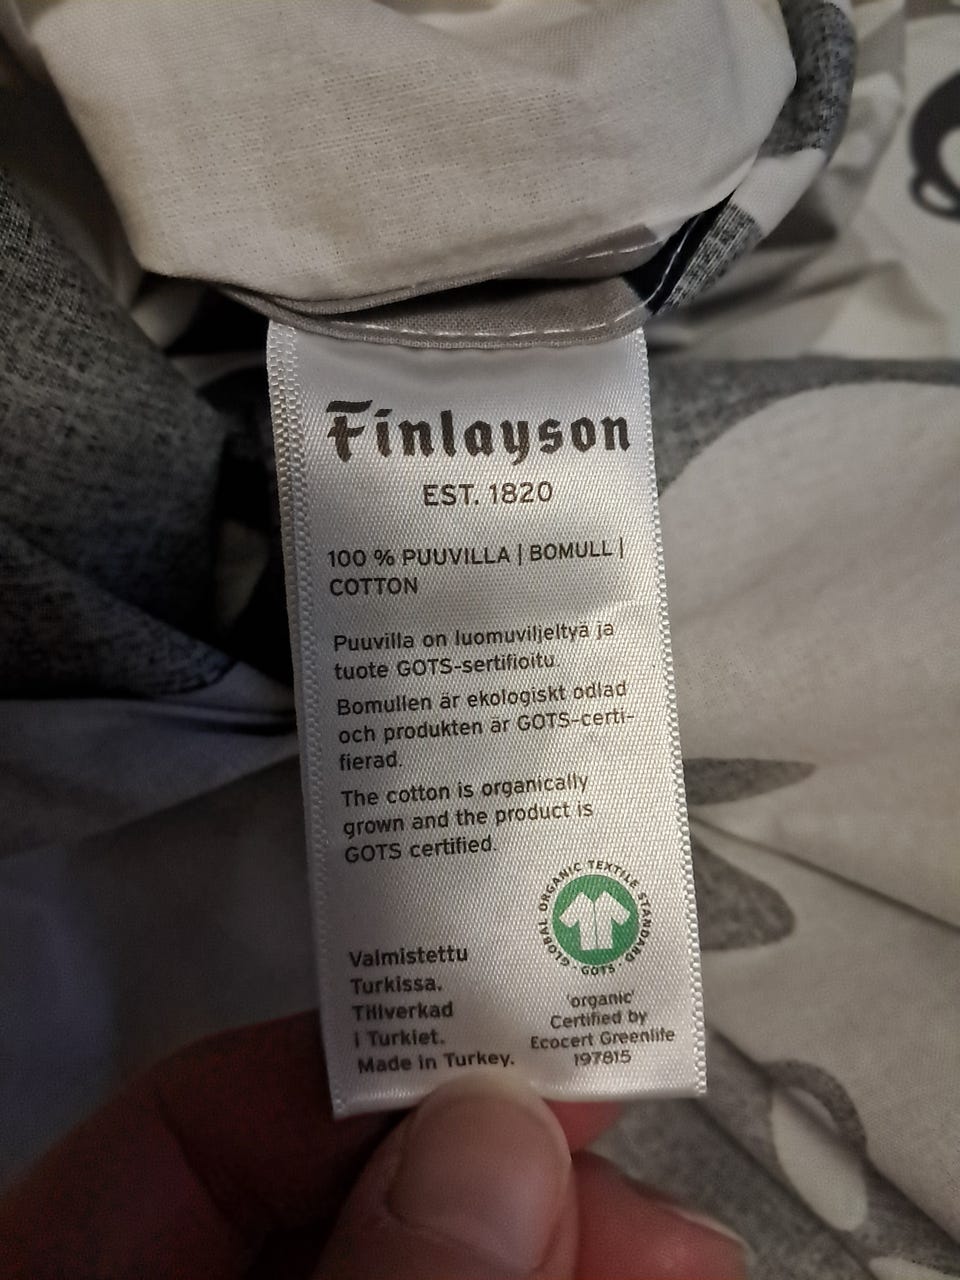 Finlayson
EST. 1820
100 % PUUVILLA | BOMULL |
COTTON
Puuvilla on luomuviljeltyä ja
tuote GOTS-sertifioitu.
Bomullen är ekologiskt odlad
och produkten är GOTS-certi-
fierad.
The cotton is organically
grown and the product is
GOTS certified.
GLOBAL ORGANIC TEXTILE STANDARD
· GOTS ·
Valmistettu
Turkissa.
Tillverkad
i Turkiet.
Made in Turkey.
'organic'
Certified by
Ecocert Greenlife
197815